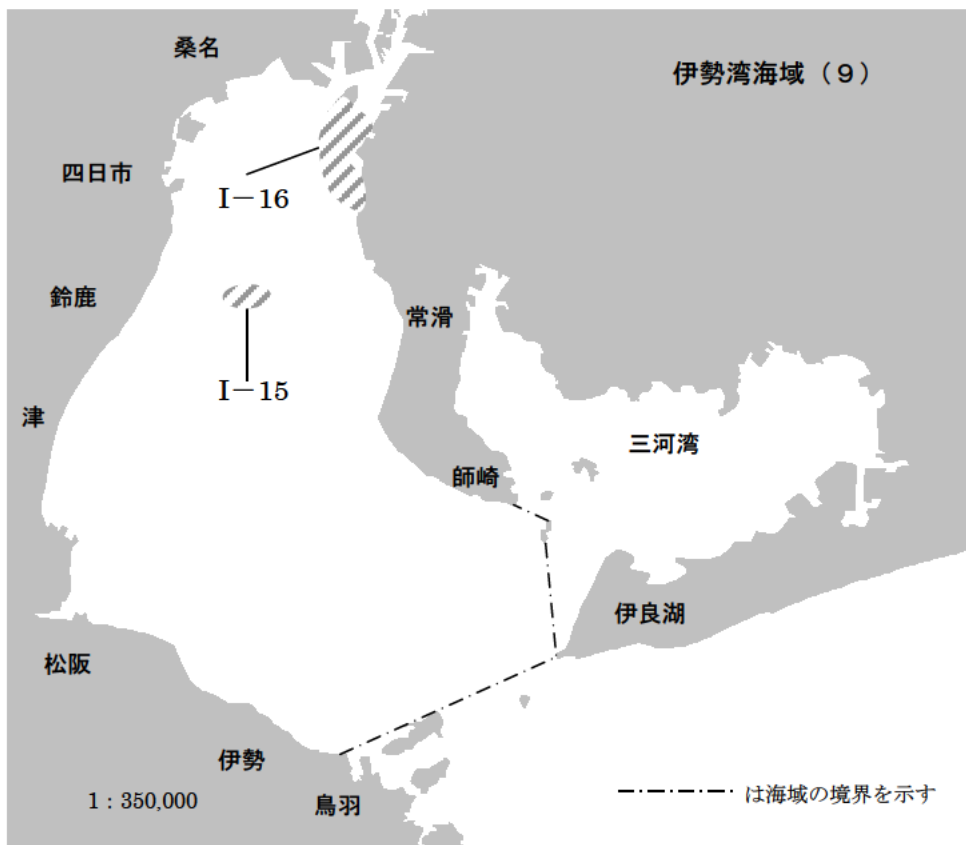 桑名
伊勢湾海域（９）
四日市
Ⅰ－16
鈴鹿
常滑
Ⅰ－15
津
三河湾
師崎
伊良湖
松阪
伊勢
1：350,000
鳥羽
は海域の境界を示す